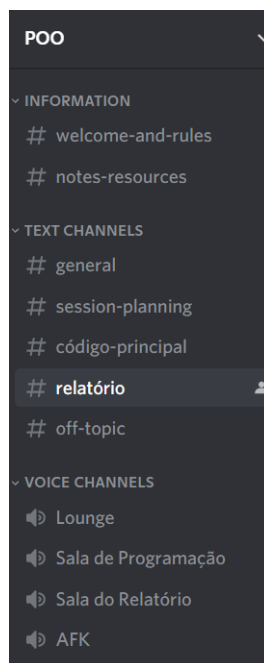 POO
INFORMATION
# welcome-and-rules
# notes-resources
TEXT CHANNELS
# general
# session-planning
# código-principal
# relatório
# off-topic
VOICE CHANNELS
Lounge
Sala de Programação
Sala do Relatório
AFK